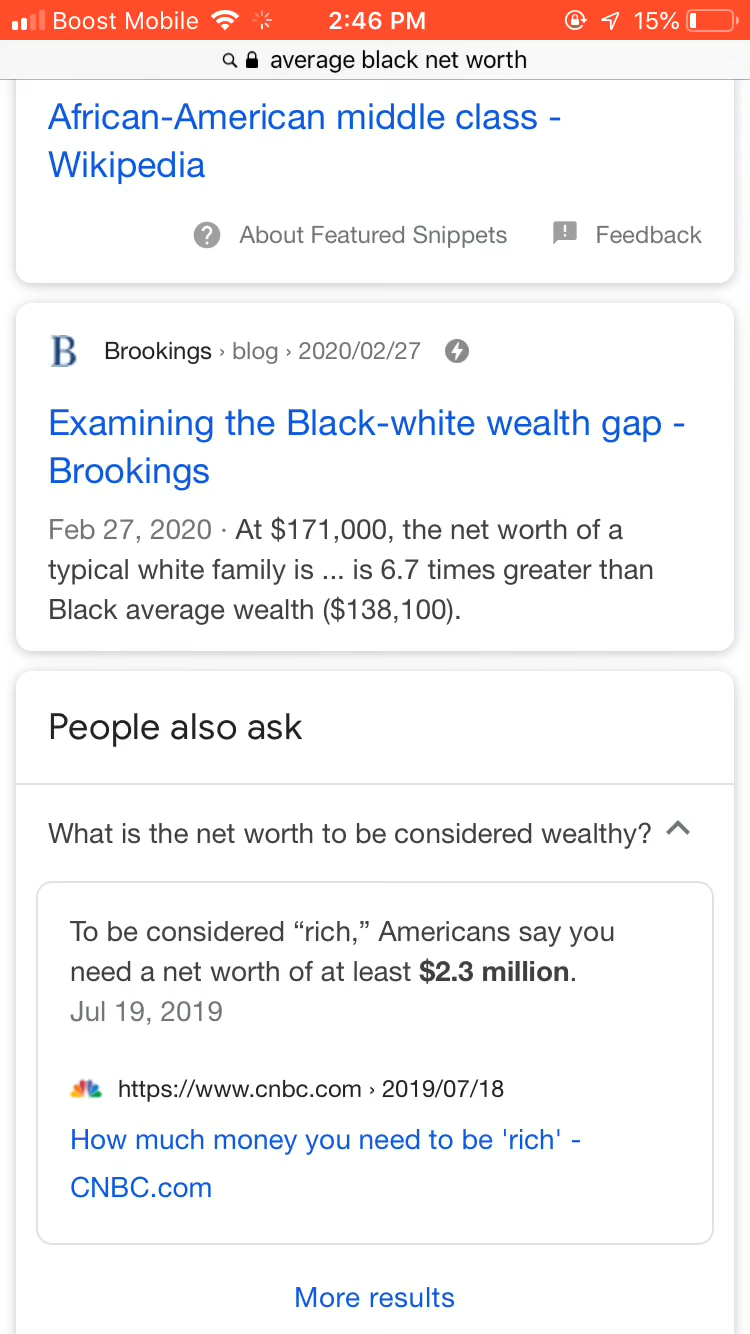 Boost Mobile 2:46 PM 15%
average black net worth
African-American middle class -
Wikipedia
About Featured Snippets Feedback
B Brookings › blog › 2020/02/27
Examining the Black-white wealth gap -
Brookings
Feb 27, 2020 · At $171,000, the net worth of a
typical white family is ... is 6.7 times greater than
Black average wealth ($138,100).
People also ask
What is the net worth to be considered wealthy?
To be considered “rich,” Americans say you
need a net worth of at least $2.3 million.
Jul 19, 2019
https://www.cnbc.com › 2019/07/18
How much money you need to be 'rich' -
CNBC.com
More results